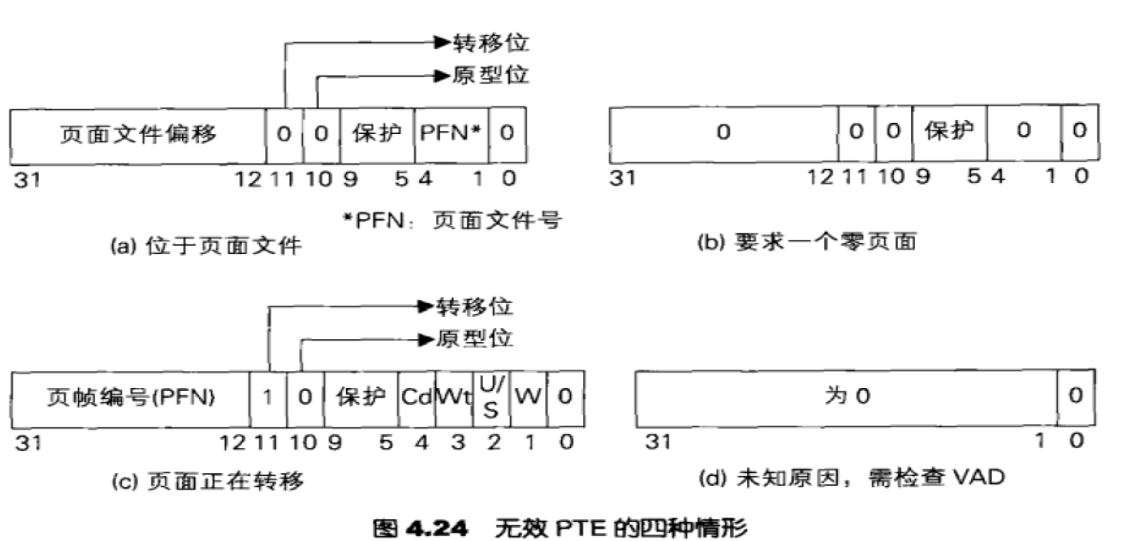 转移位
原型位
页面文件偏移 0 0 保护 PFN* 0
31 12 11 10 9 5 4 1 0
*PFN：页面文件号
(a) 位于页面文件
0 0 0 保护 0 0
31 12 11 10 9 5 4 1 0
(b) 要求一个零页面
转移位
原型位
页帧编号(PFN) 1 0 保护 Cd Wt U/S W 0
31 12 11 10 9 5 4 3 2 1 0
(c) 页面正在转移
为 0 0
31 1 0
(d) 未知原因，需检查 VAD
图 4.24 无效 PTE 的四种情形